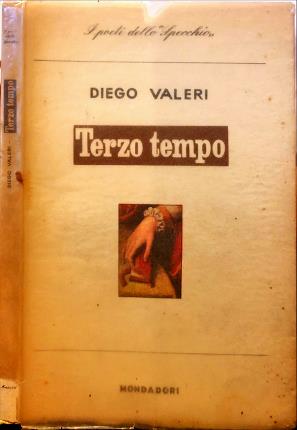 I poeti dello "Specchio"
DIEGO VALERI
Terzo tempo
MONDADORI
DIEGO VALERI
Terzo tempo